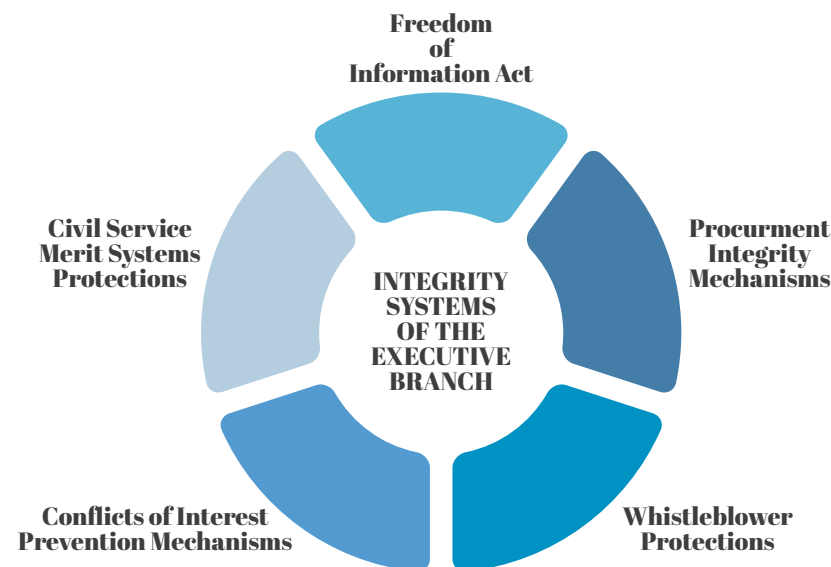 Freedom
of
Information Act
Civil Service
Merit Systems
Protections
Procurment
Integrity
Mechanisms
INTEGRITY
SYSTEMS
OF THE
EXECUTIVE
BRANCH
Conflicts of Interest
Prevention Mechanisms
Whistleblower
Protections